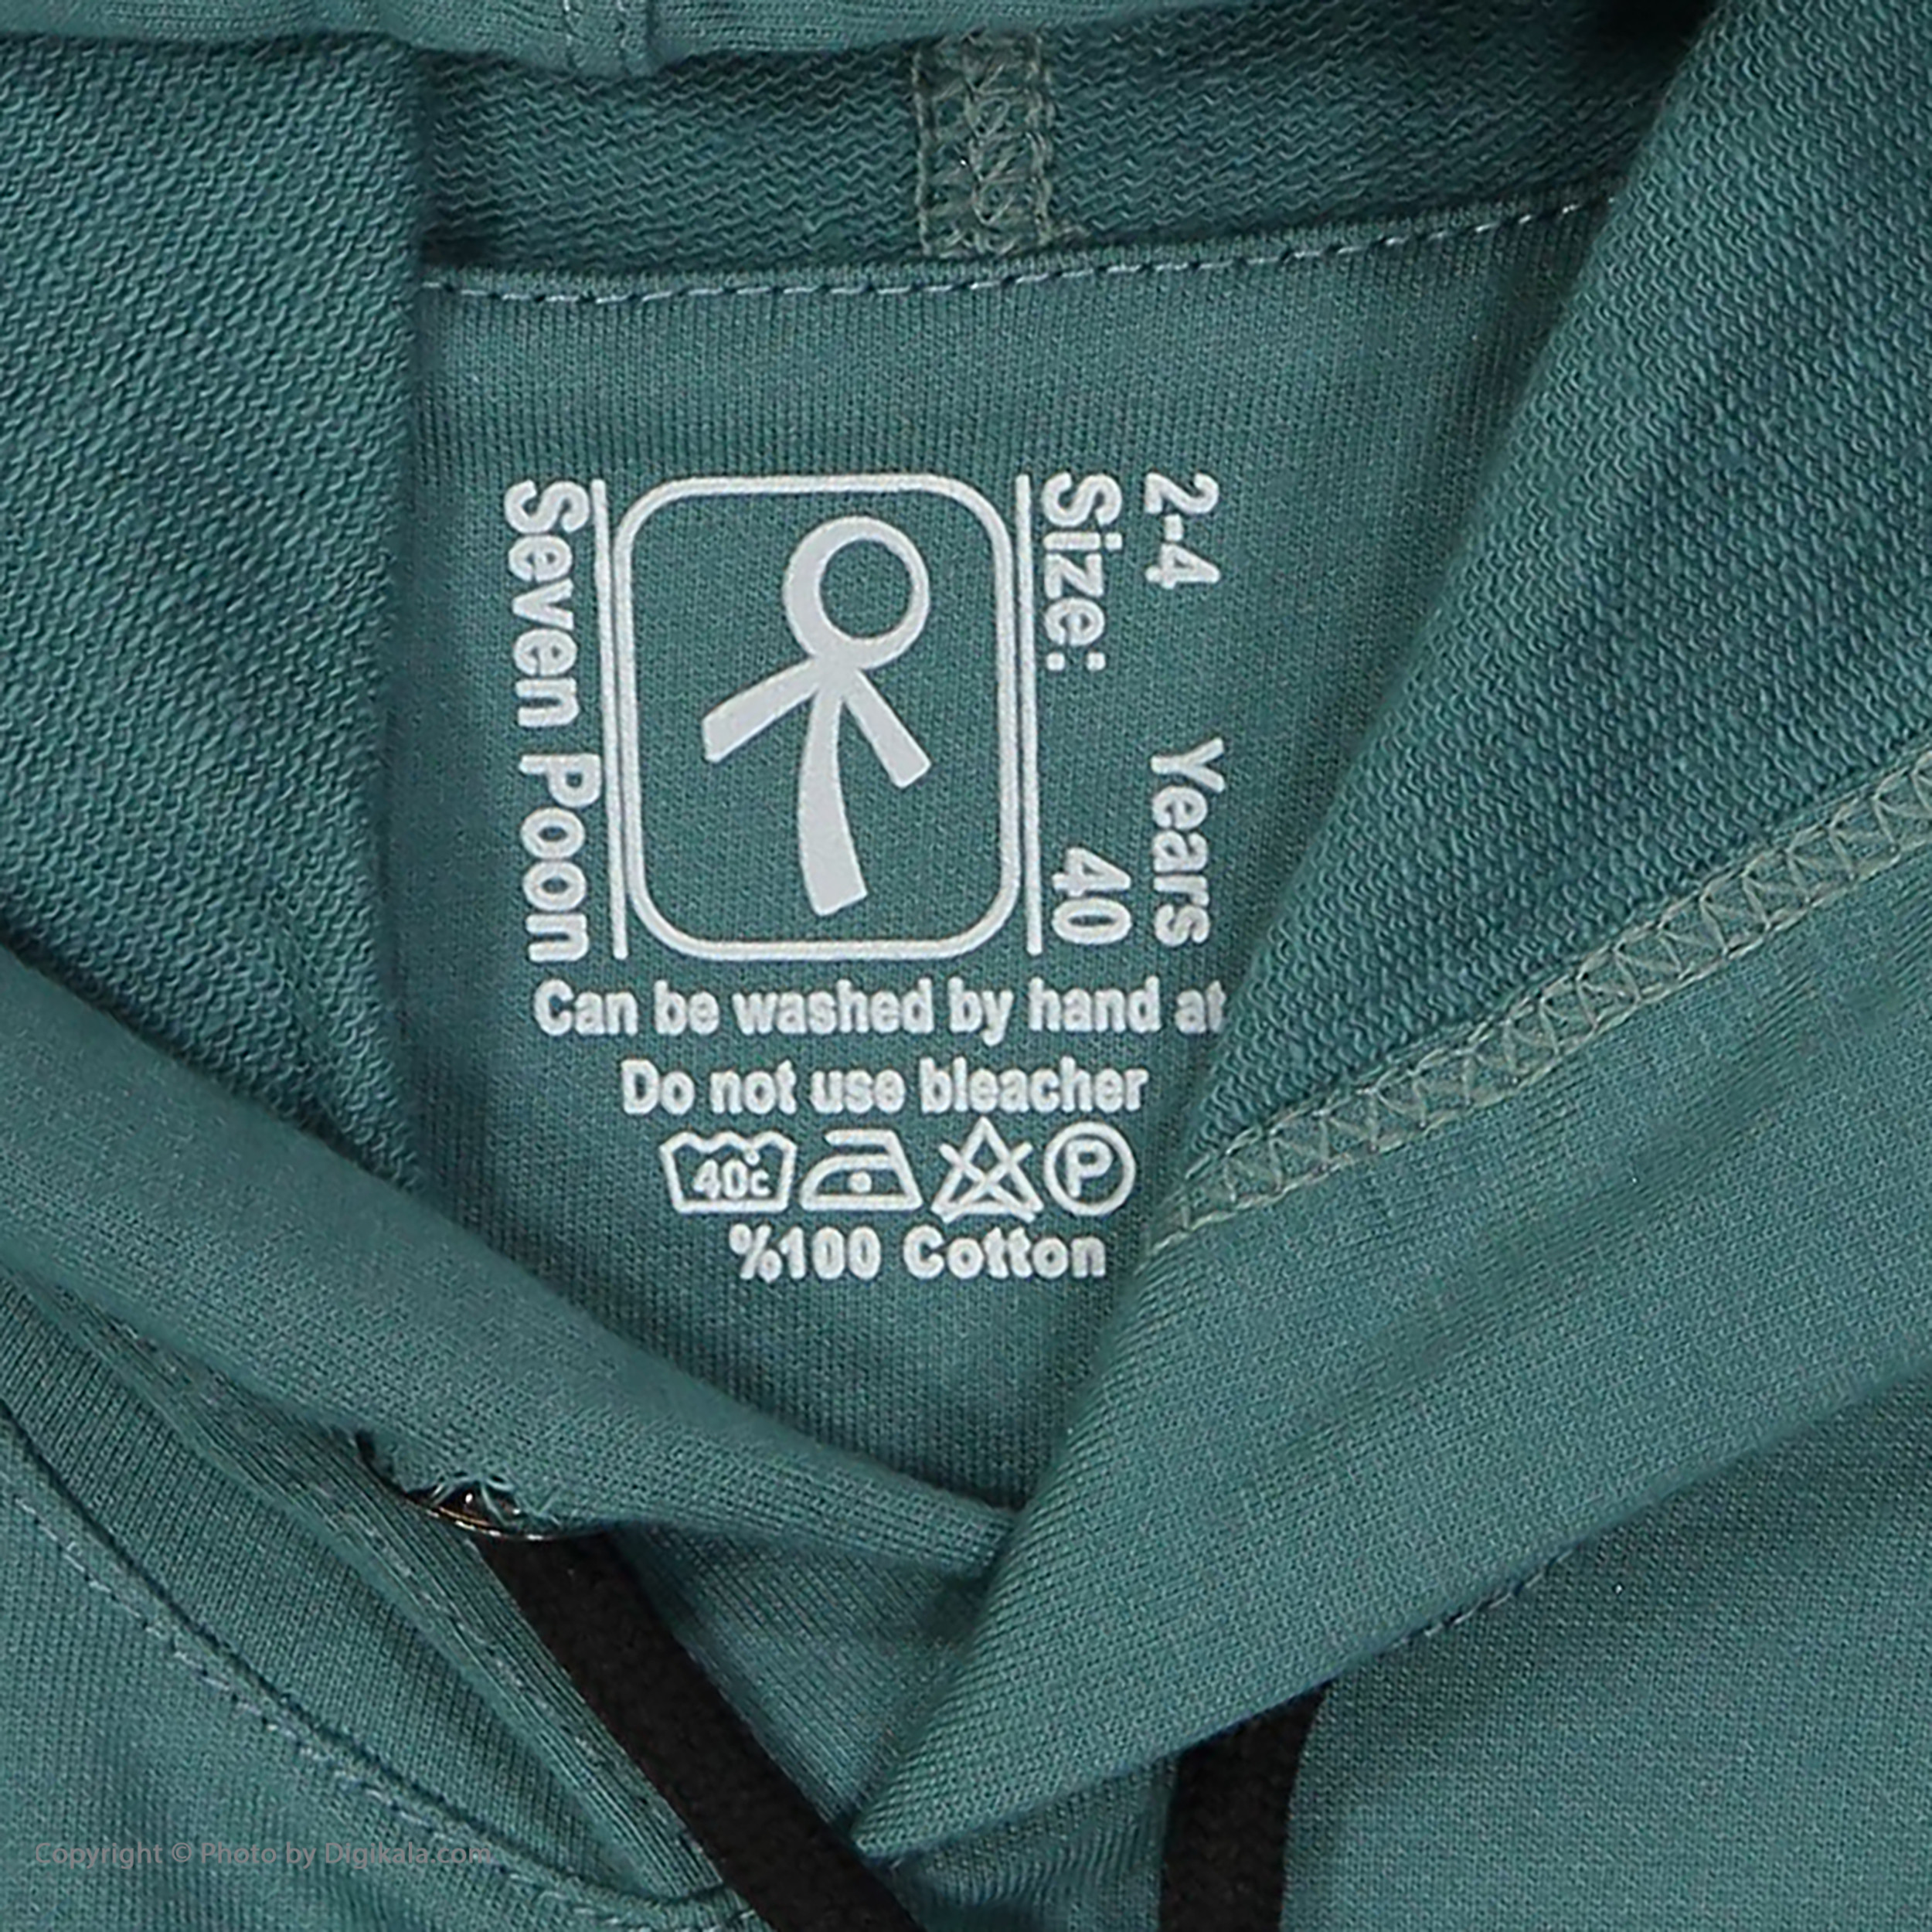 2-4 Years
Size: 40
Seven Poon
Can be washed by hand at
Do not use bleacher
40c P
%100 Cotton
Copyright © Photo by Digikala.com